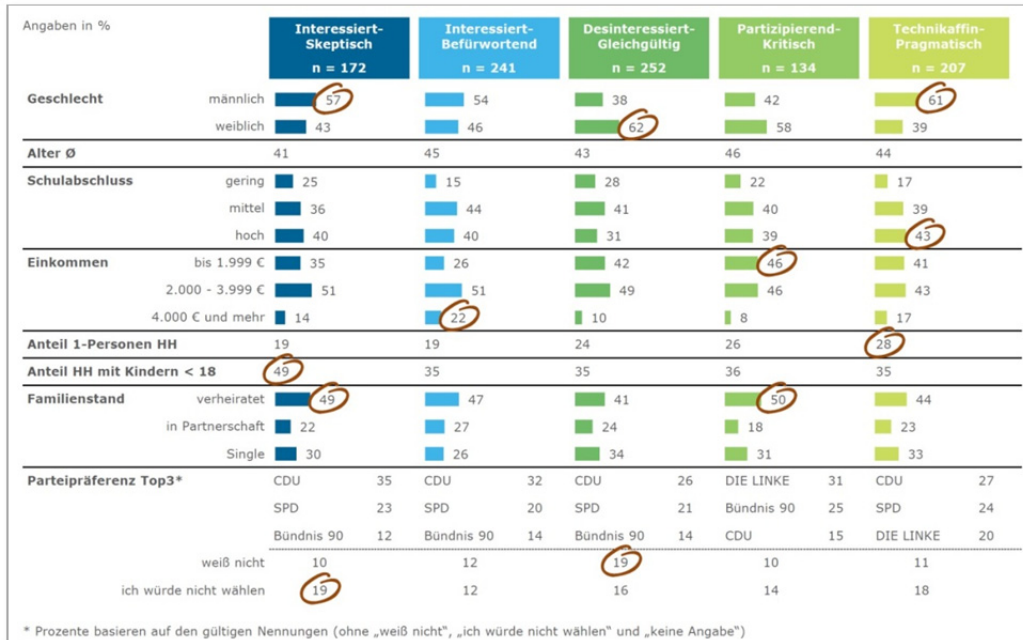 Angaben in %
Interessiert-Skeptisch n = 172
Interessiert-Befürwortend n = 241
Desinteressiert-Gleichgültig n = 252
Partizipierend-Kritisch n = 134
Technikaffin-Pragmatisch n = 207
Geschlecht männlich 57 54 38 42 61
weiblich 43 46 62 58 39
Alter Ø 41 45 43 46 44
Schulabschluss gering 25 15 28 22 17
mittel 36 44 41 40 39
hoch 40 40 31 39 43
Einkommen bis 1.999 € 35 26 42 46 41
2.000 - 3.999 € 51 51 49 46 43
4.000 € und mehr 14 22 10 8 17
Anteil 1-Personen HH 19 19 24 26 28
Anteil HH mit Kindern < 18 49 35 35 36 35
Familienstand verheiratet 49 47 41 50 44
in Partnerschaft 22 27 24 18 23
Single 30 26 34 31 33
Parteipräferenz Top3* CDU 35 CDU 32 CDU 26 DIE LINKE 31 CDU 27
SPD 23 SPD 20 SPD 21 Bündnis 90 25 SPD 24
Bündnis 90 12 Bündnis 90 14 Bündnis 90 14 CDU 15 DIE LINKE 20
weiß nicht 10 12 19 10 11
ich würde nicht wählen 19 12 16 14 18
* Prozente basieren auf den gültigen Nennungen (ohne „weiß nicht", „ich würde nicht wählen" und „keine Angabe")